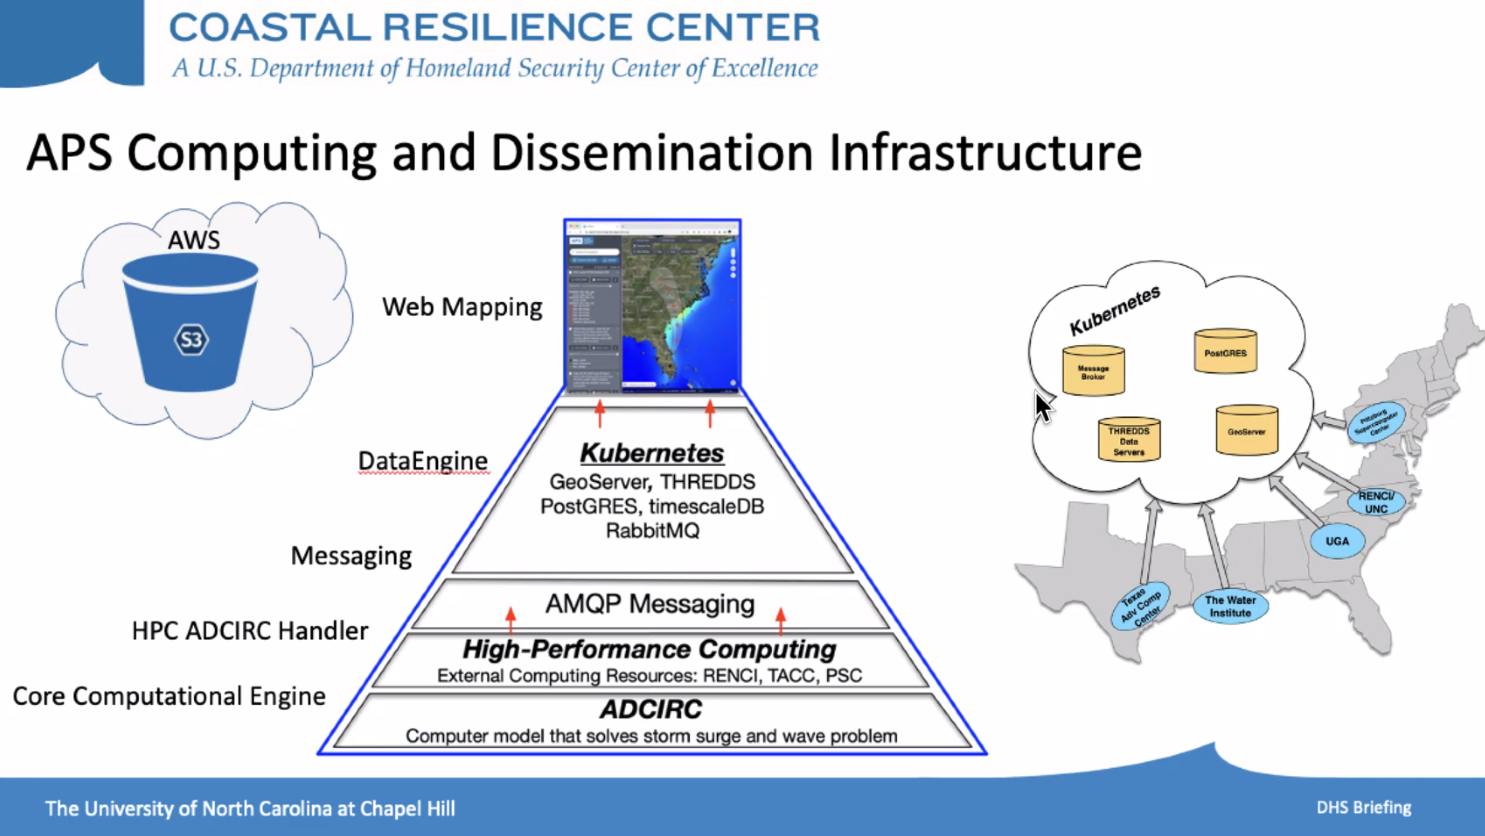 COASTAL RESILIENCE CENTER
A U.S. Department of Homeland Security Center of Excellence
APS Computing and Dissemination Infrastructure
AWS
S3
Web Mapping
DataEngine
Messaging
HPC ADCIRC Handler
Core Computational Engine
Kubernetes
GeoServer, THREDDS
PostGRES, timescaleDB
RabbitMQ
AMQP Messaging
High-Performance Computing
External Computing Resources: RENCI, TACC, PSC
ADCIRC
Computer model that solves storm surge and wave problem
Kubernetes
Message
Broker
PostGRES
THREDDS
Data
Servers
GeoServer
Pittsburg
Supercomputer
Center
RENCI/
UNC
UGA
The Water
Institute
Texas
Adv Comp
Center
The University of North Carolina at Chapel Hill
DHS Briefing